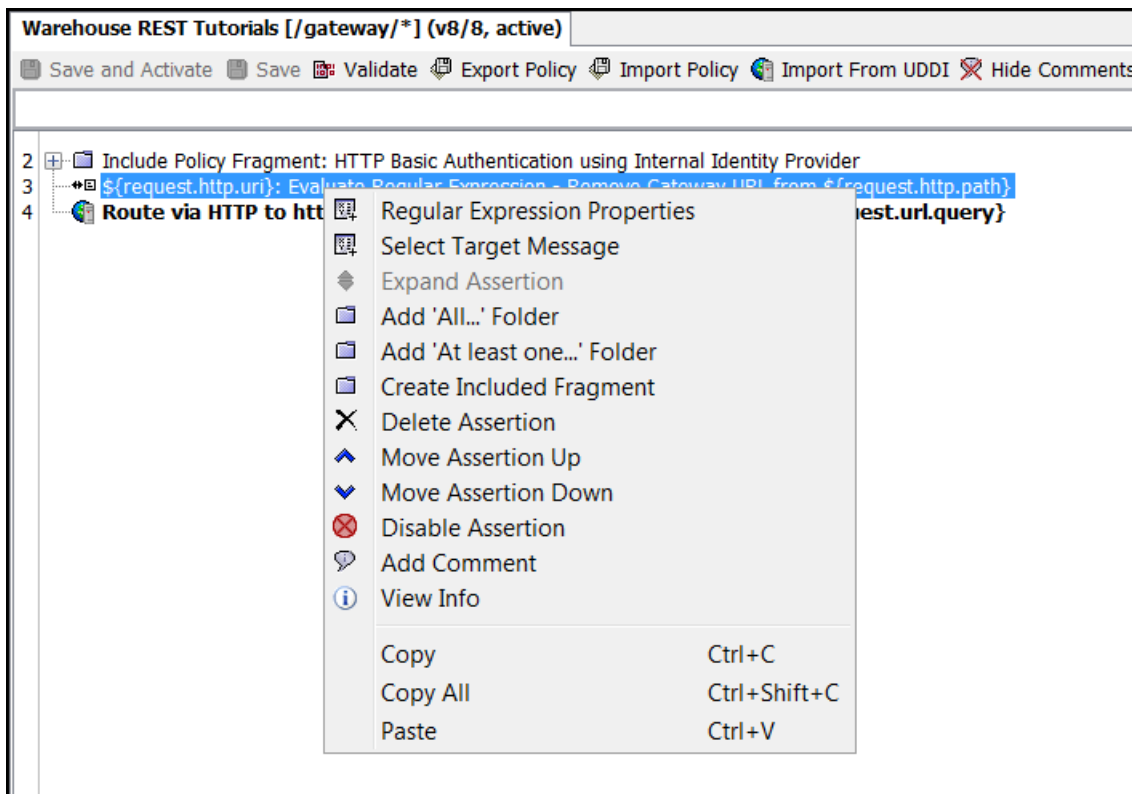 Warehouse REST Tutorials [/gateway/*] (v8/8, active)
Save and Activate Save Validate Export Policy Import Policy Import From UDDI Hide Comments
2 Include Policy Fragment: HTTP Basic Authentication using Internal Identity Provider
3 ${request.http.uri}: Evaluate Regular Expression - Remove Gateway URL from ${request.http.path}
4 Route via HTTP to htt est.url.query}
Regular Expression Properties
Select Target Message
Expand Assertion
Add 'All...' Folder
Add 'At least one...' Folder
Create Included Fragment
Delete Assertion
Move Assertion Up
Move Assertion Down
Disable Assertion
Add Comment
View Info
Copy Ctrl+C
Copy All Ctrl+Shift+C
Paste Ctrl+V